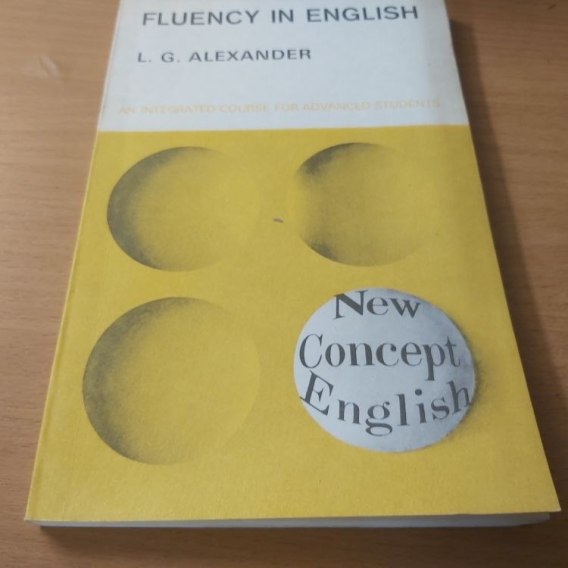 FLUENCY IN ENGLISH
L. G. ALEXANDER
AN INTEGRATED COURSE FOR ADVANCED STUDENTS
New
Concept
English